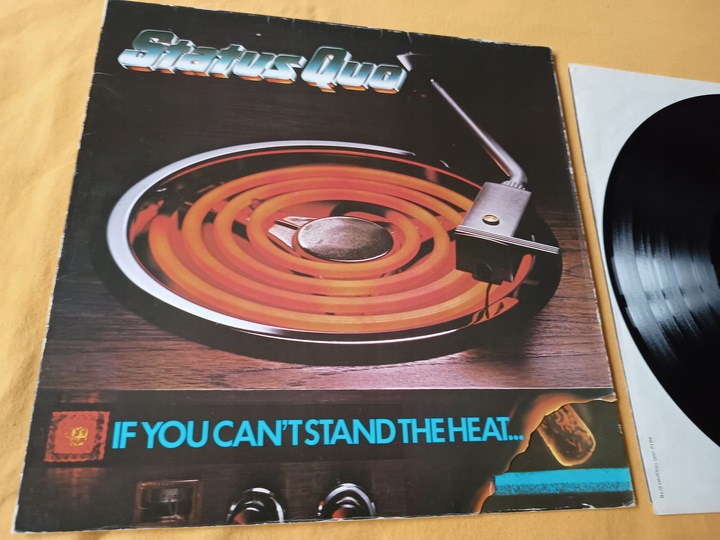 Status Quo
IF YOU CAN'T STAND THE HEAT...